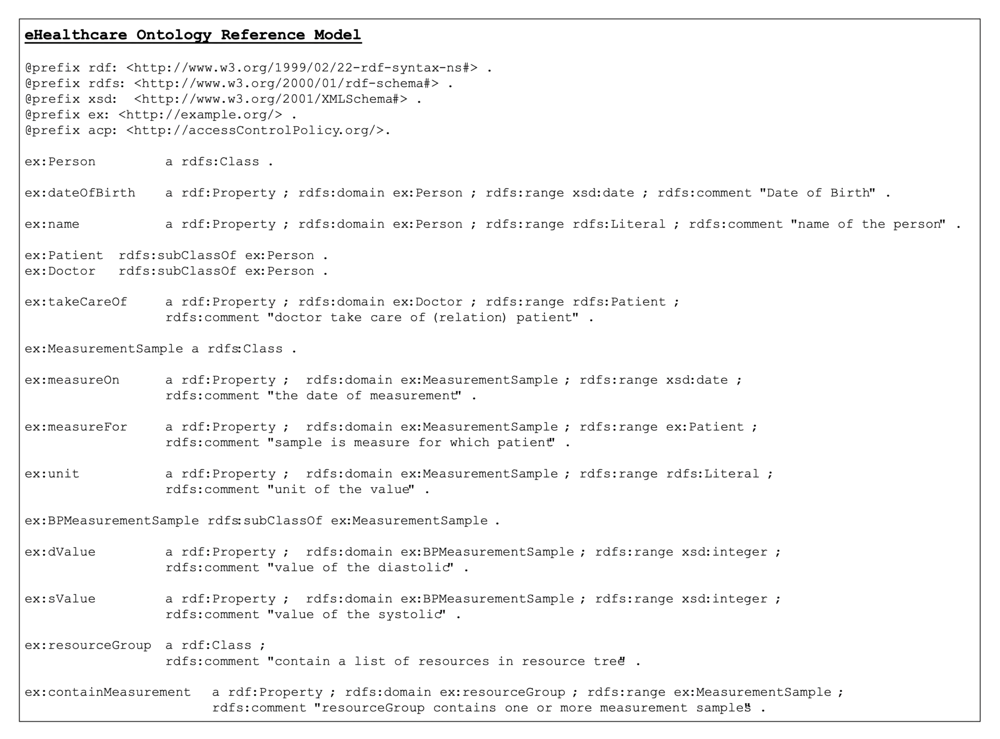 eHealthcare Ontology Reference Model
@prefix rdf: <http://www.w3.org/1999/02/22-rdf-syntax-ns#> .
@prefix rdfs: <http://www.w3.org/2000/01/rdf-schema#> .
@prefix xsd: <http://www.w3.org/2001/XMLSchema#> .
@prefix ex: <http://example.org/> .
@prefix acp: <http://accessControlPolicy.org/>.
ex:Person a rdfs:Class .
ex:dateOfBirth a rdf:Property ; rdfs:domain ex:Person ; rdfs:range xsd:date ; rdfs:comment "Date of Birth" .
ex:name a rdf:Property ; rdfs:domain ex:Person ; rdfs:range rdfs:Literal ; rdfs:comment "name of the person" .
ex:Patient rdfs:subClassOf ex:Person .
ex:Doctor rdfs:subClassOf ex:Person .
ex:takeCareOf a rdf:Property ; rdfs:domain ex:Doctor ; rdfs:range rdfs:Patient ;
rdfs:comment "doctor take care of (relation) patient" .
ex:MeasurementSample a rdfs:Class .
ex:measureOn a rdf:Property ; rdfs:domain ex:MeasurementSample ; rdfs:range xsd:date ;
rdfs:comment "the date of measurement" .
ex:measureFor a rdf:Property ; rdfs:domain ex:MeasurementSample ; rdfs:range ex:Patient ;
rdfs:comment "sample is measure for which patient" .
ex:unit a rdf:Property ; rdfs:domain ex:MeasurementSample ; rdfs:range rdfs:Literal ;
rdfs:comment "unit of the value" .
ex:BPMeasurementSample rdfs:subClassOf ex:MeasurementSample .
ex:dValue a rdf:Property ; rdfs:domain ex:BPMeasurementSample ; rdfs:range xsd:integer ;
rdfs:comment "value of the diastolic" .
ex:sValue a rdf:Property ; rdfs:domain ex:BPMeasurementSample ; rdfs:range xsd:integer ;
rdfs:comment "value of the systolic" .
ex:resourceGroup a rdf:Class ;
rdfs:comment "contain a list of resources in resource tree" .
ex:containMeasurement a rdf:Property ; rdfs:domain ex:resourceGroup ; rdfs:range ex:MeasurementSample ;
rdfs:comment "resourceGroup contains one or more measurement samples" .